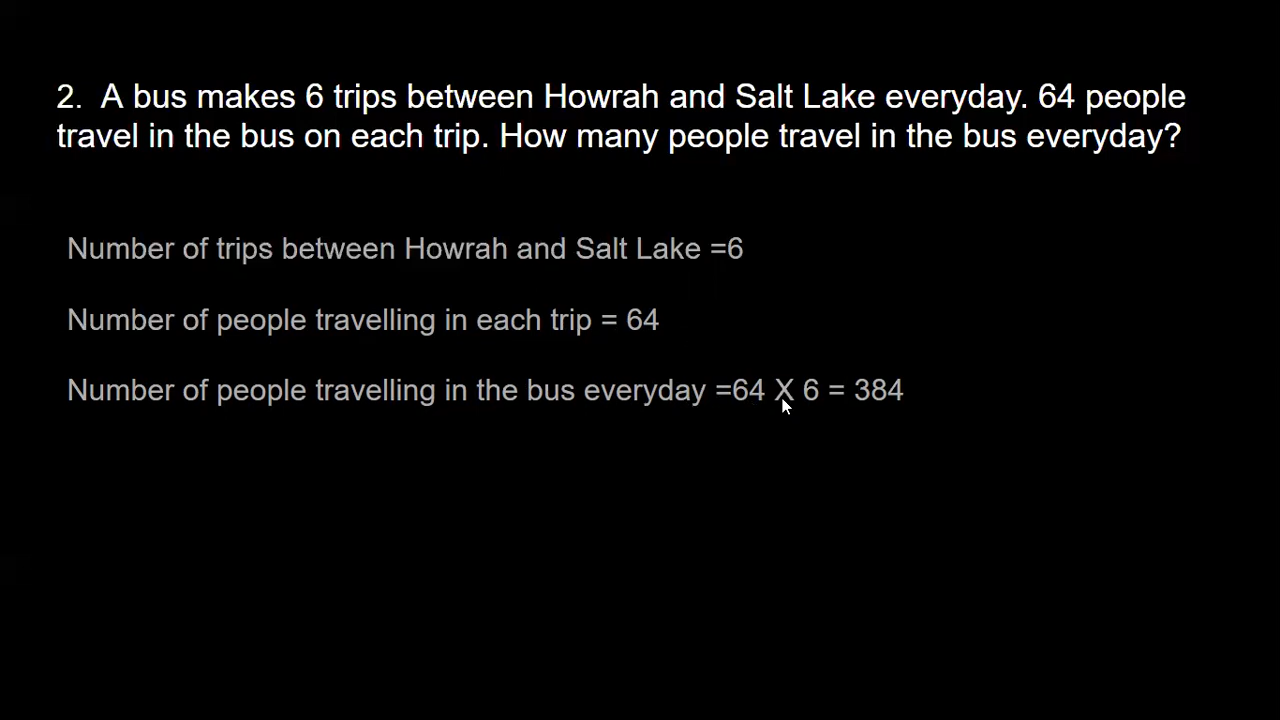 2. A bus makes 6 trips between Howrah and Salt Lake everyday. 64 people
travel in the bus on each trip. How many people travel in the bus everyday?
Number of trips between Howrah and Salt Lake =6
Number of people travelling in each trip = 64
Number of people travelling in the bus everyday =64 X 6 = 384